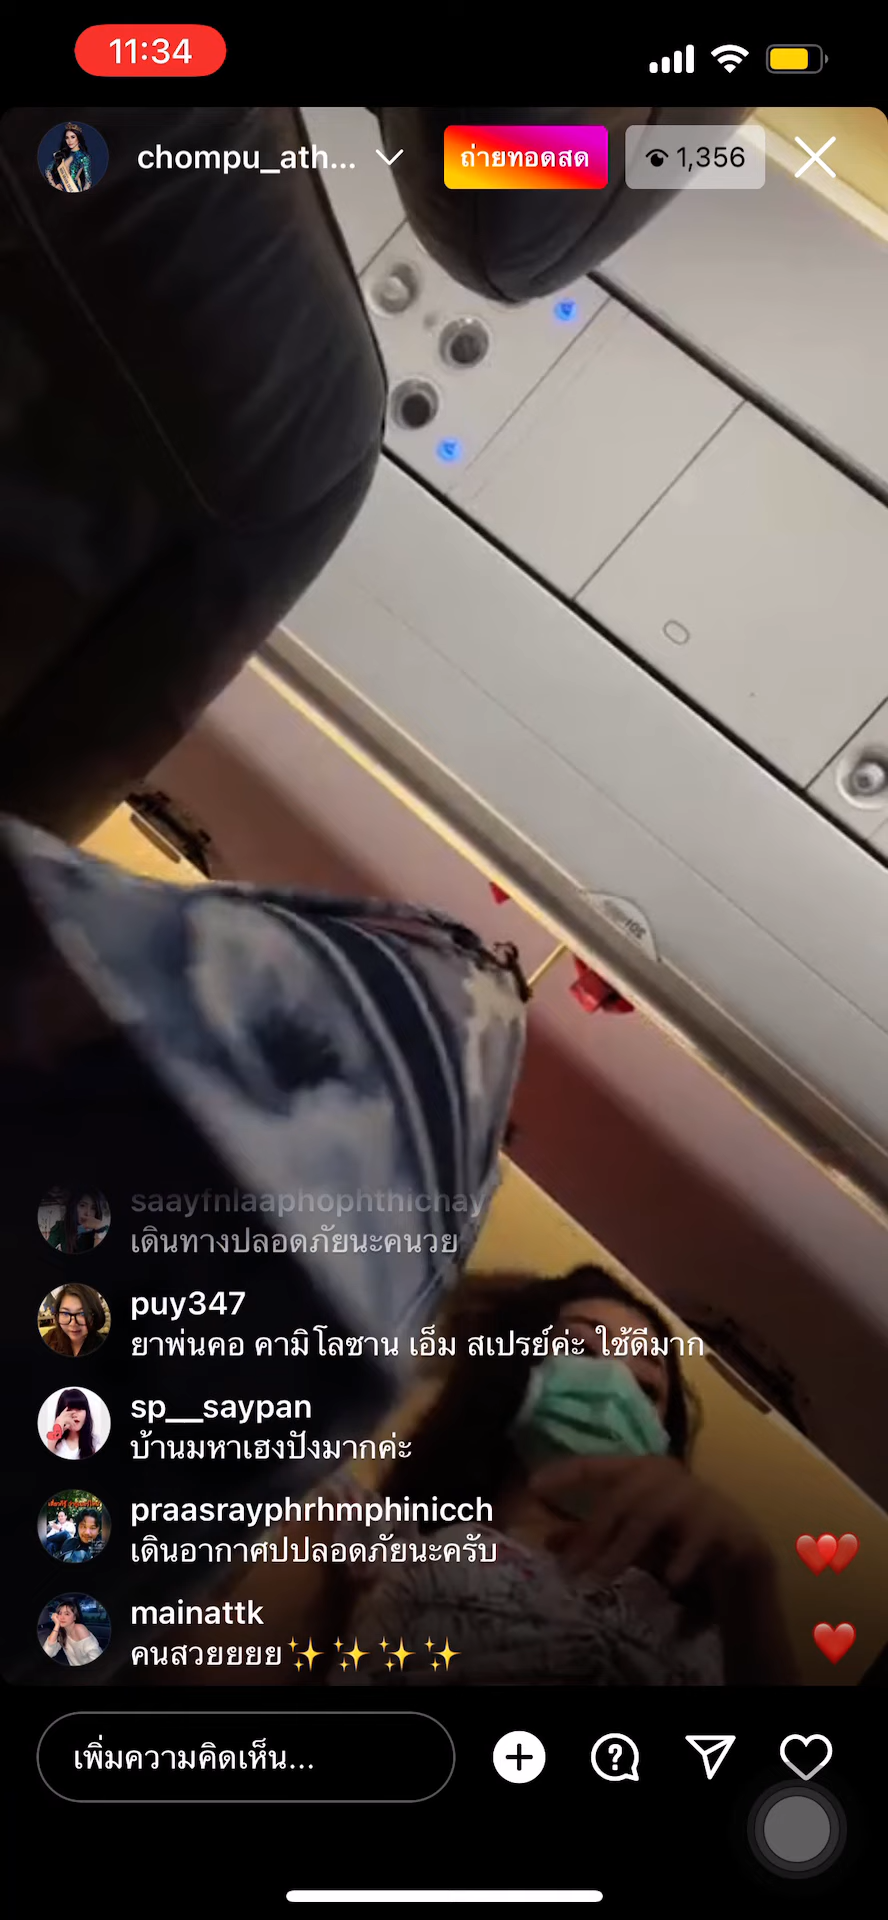 11:34
chompu_ath...
ถ่ายทอดสด
1,356
saayfnlaaphophthichay
เดินทางปลอดภัยนะคนวย
puy347
ยาพ่นคอ คามิโลซาน เอ็ม สเปรย์ค่ะ ใช้ดีมาก
sp__saypan
บ้านมหาเฮงปังมากค่ะ
praasrayphrhmphinicch
เดินอากาศปปลอดภัยนะครับ
mainattk
คนสวยยยย✨✨✨✨
เพิ่มความคิดเห็น...